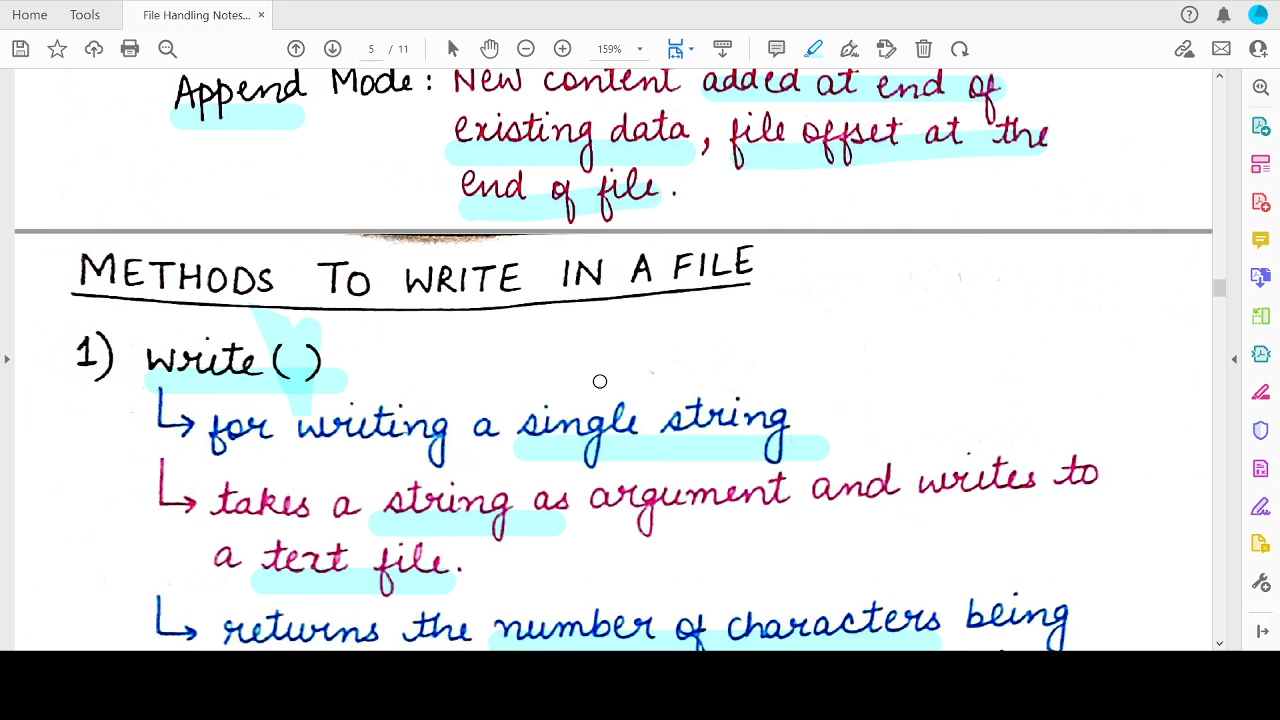 Home Tools File Handling Notes... ×
5 / 11 159%
Append Mode: New content added at end of
existing data, file offset at the
end of file.
METHODS TO WRITE IN A FILE
1) write()
↳ for writing a single string
↳ takes a string as argument and writes to
a text file.
↳ returns the number of characters being